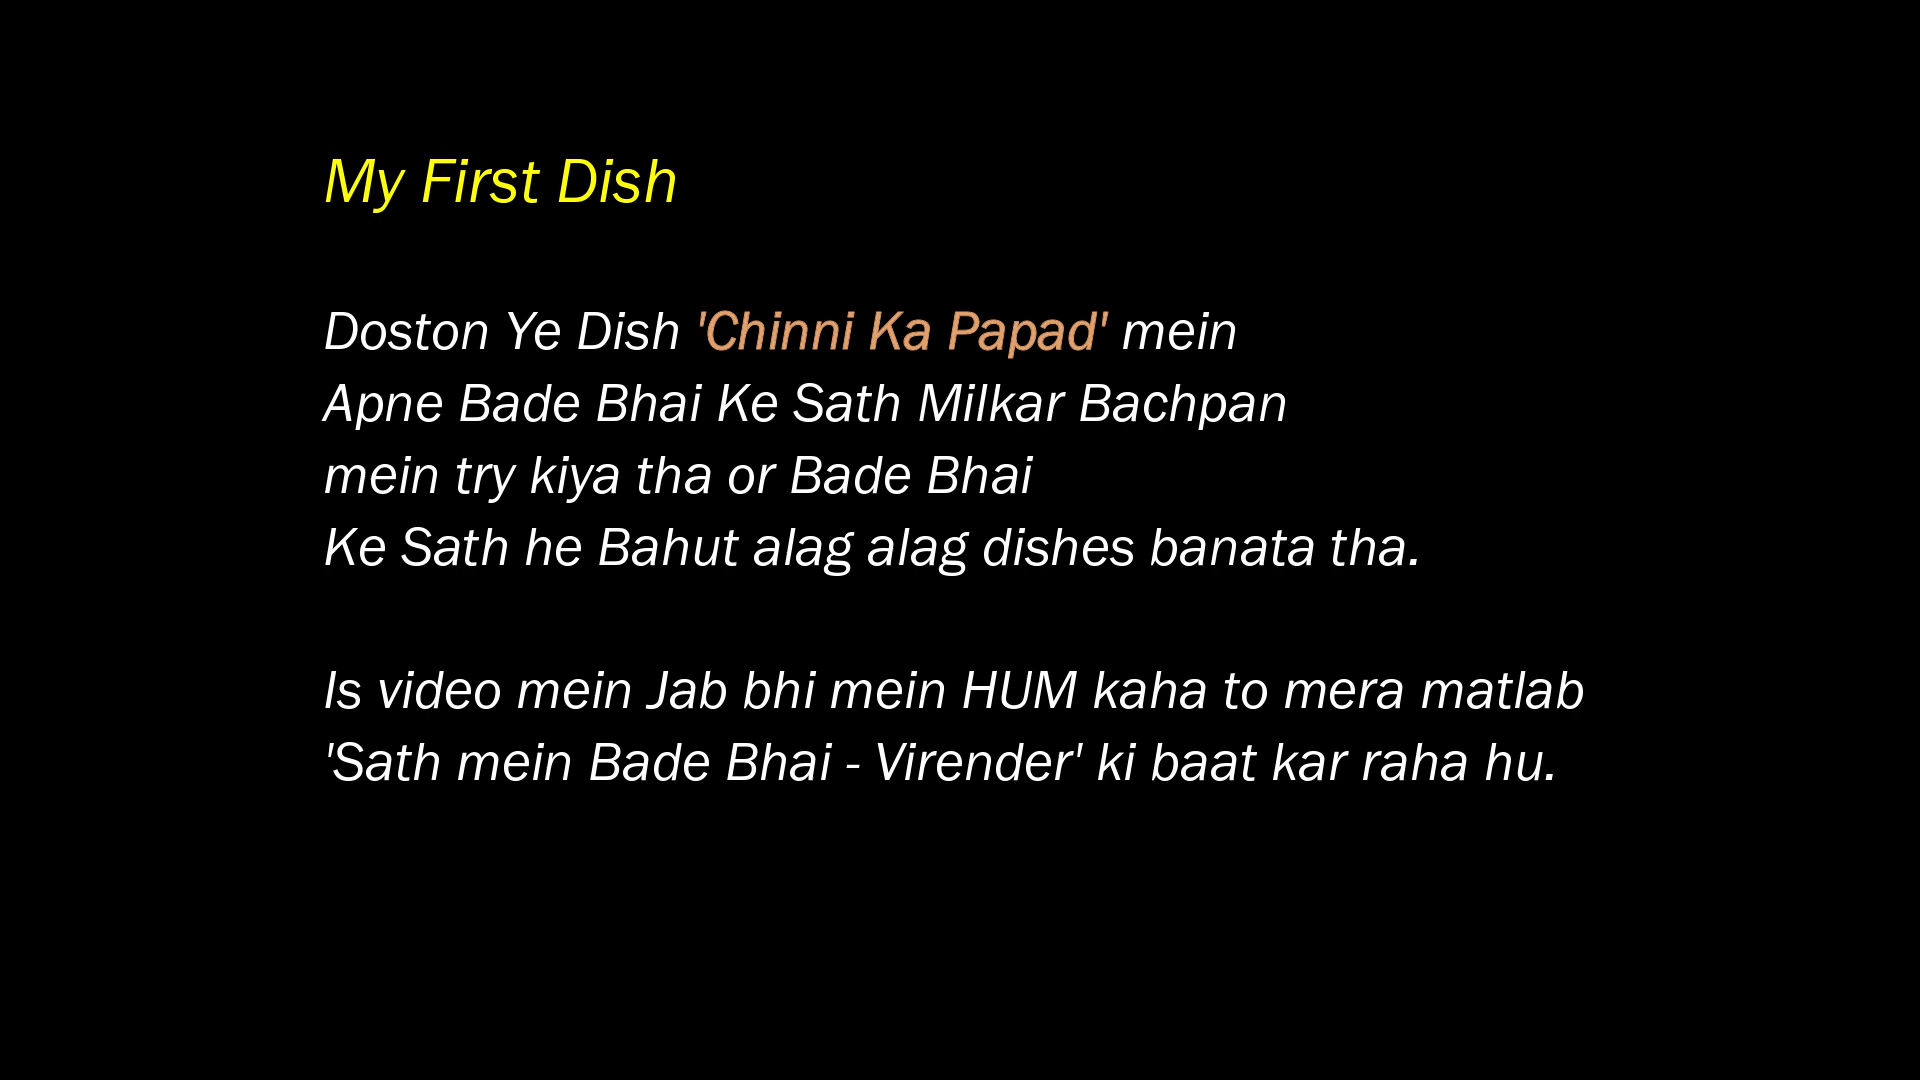 My First Dish
Doston Ye Dish 'Chinni Ka Papad' mein
Apne Bade Bhai Ke Sath Milkar Bachpan
mein try kiya tha or Bade Bhai
Ke Sath he Bahut alag alag dishes banata tha.
Is video mein Jab bhi mein HUM kaha to mera matlab
'Sath mein Bade Bhai - Virender' ki baat kar raha hu.